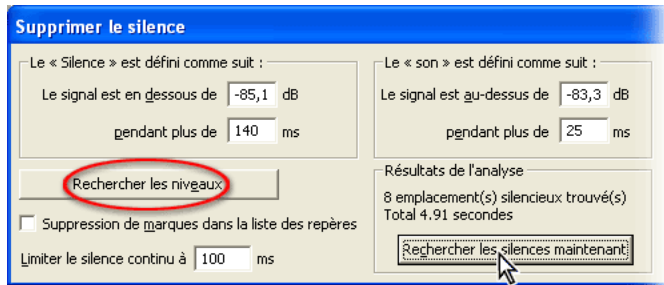 Supprimer le silence
Le « Silence » est défini comme suit :
Le signal est en dessous de -85,1 dB
pendant plus de 140 ms
Rechercher les niveaux
Suppression de marques dans la liste des repères
Limiter le silence continu à 100 ms
Le « son » est défini comme suit :
Le signal est au-dessus de -83,3 dB
pendant plus de 25 ms
Résultats de l'analyse
8 emplacement(s) silencieux trouvé(s)
Total 4.91 secondes
Rechercher les silences maintenant